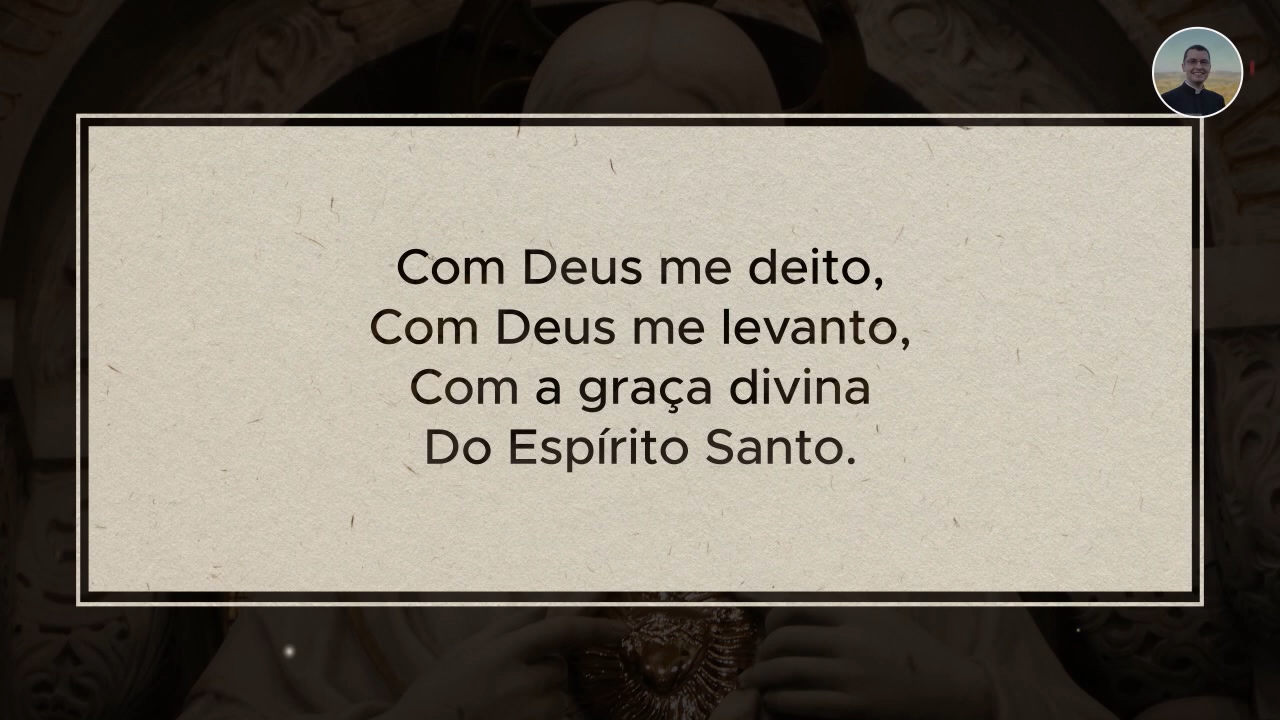 Com Deus me deito,
Com Deus me levanto,
Com a graça divina
Do Espírito Santo.